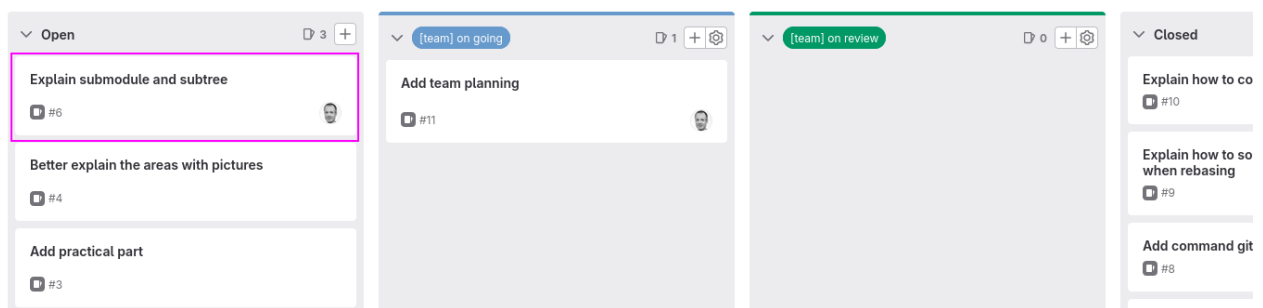 Open 3
Explain submodule and subtree
#6
Better explain the areas with pictures
#4
Add practical part
#3
[team] on going 1
Add team planning
#11
[team] on review 0
Closed
Explain how to co
#10
Explain how to so
when rebasing
#9
Add command git
#8